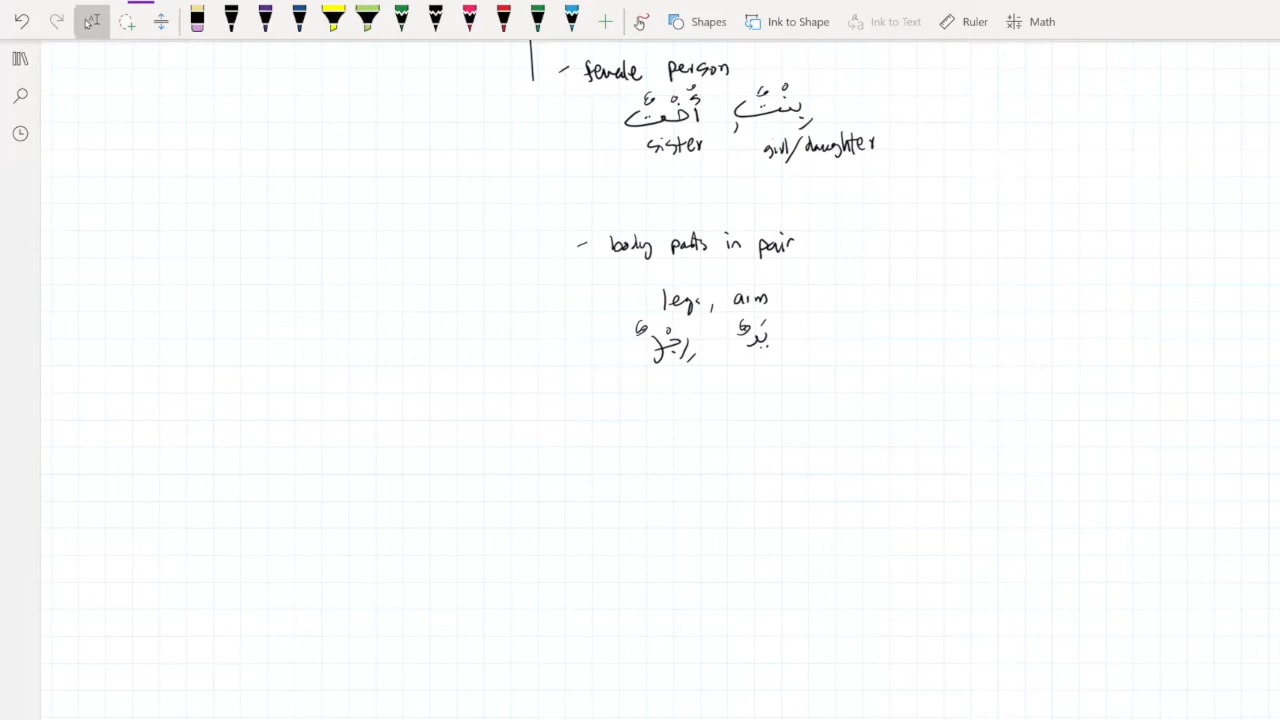 Shapes Ink to Shape Ink to Text Ruler Math
- female person
بِنْتٌ أُخْتٌ
sister girl/daughter
- body parts in pair
legs, arm
يَدٌ رِجْلٌ